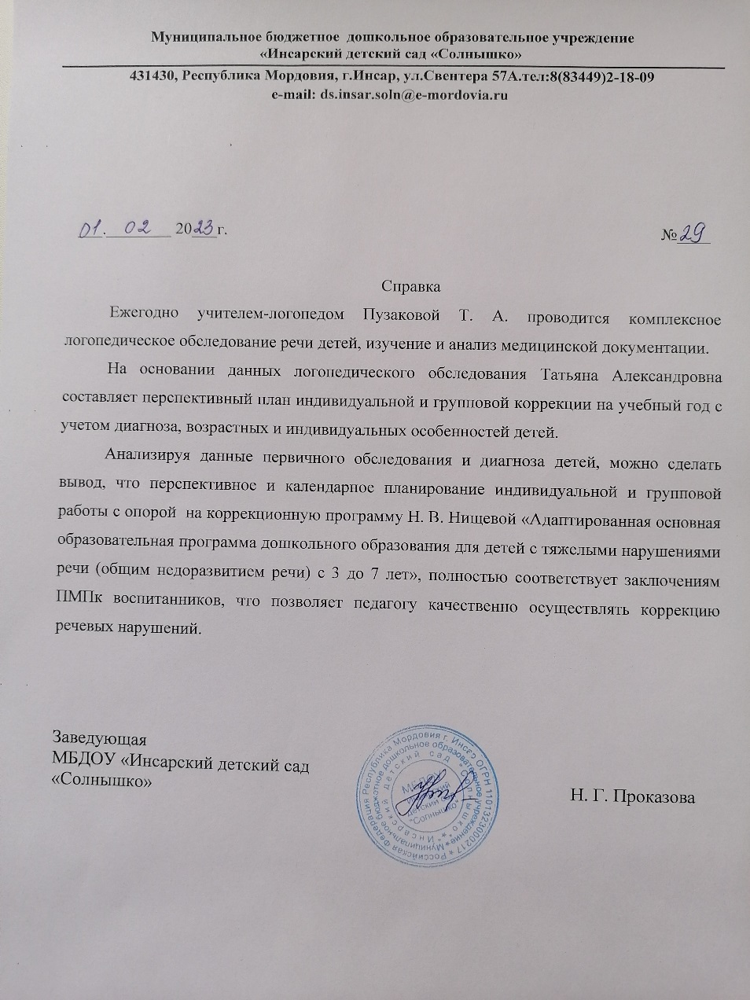 Муниципальное бюджетное дошкольное образовательное учреждение
«Инсарский детский сад «Солнышко»
431430, Республика Мордовия, г.Инсар, ул.Свентера 57А.тел:8(83449)2-18-09
e-mail: ds.insar.soln@e-mordovia.ru
01. 02 2023г.
№29
Справка
Ежегодно учителем-логопедом Пузаковой Т. А. проводится комплексное
логопедическое обследование речи детей, изучение и анализ медицинской документации.
На основании данных логопедического обследования Татьяна Александровна
составляет перспективный план индивидуальной и групповой коррекции на учебный год с
учетом диагноза, возрастных и индивидуальных особенностей детей.
Анализируя данные первичного обследования и диагноза детей, можно сделать
вывод, что перспективное и календарное планирование индивидуальной и групповой
работы с опорой на коррекционную программу Н. В. Нищевой «Адаптированная основная
образовательная программа дошкольного образования для детей с тяжелыми нарушениями
речи (общим недоразвитием речи) с 3 до 7 лет», полностью соответствует заключениям
ПМПк воспитанников, что позволяет педагогу качественно осуществлять коррекцию
речевых нарушений.
Заведующая
МБДОУ «Инсарский детский сад
«Солнышко»
Российская Федерация Республика Мордовия г. Инсар ОГРН 1101323000217 *
Муниципальное бюджетное дошкольное образовательное учреждение *
"Инсарский детский сад "Солнышко" *
МБДОУ
Инсарский
детский сад
"Солнышко"
Н. Г. Проказова